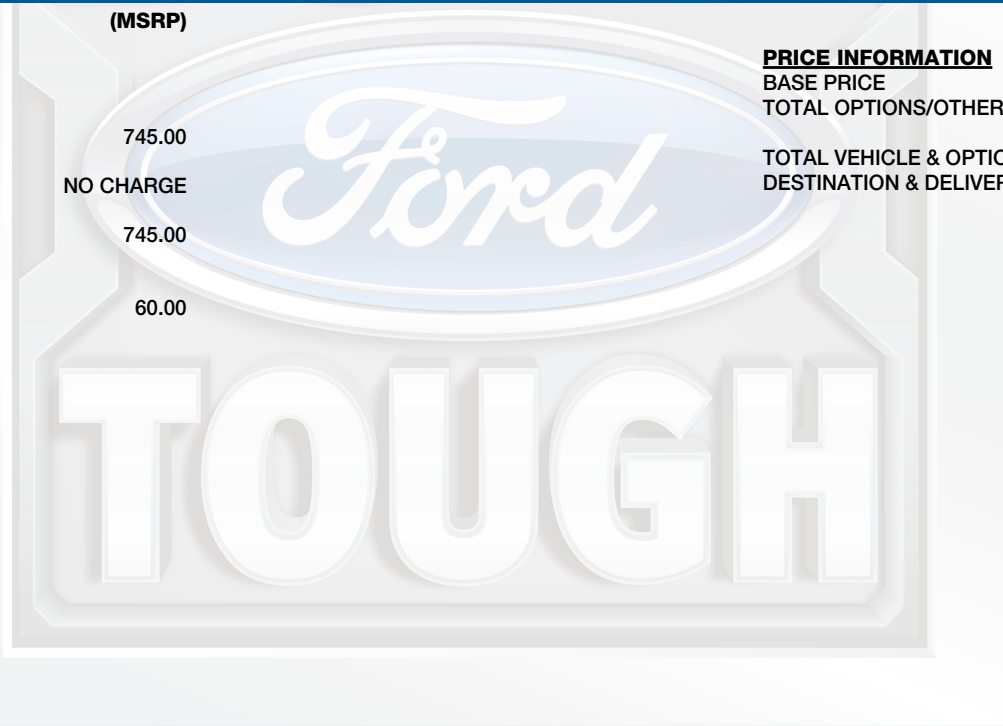 (MSRP)
745.00
NO CHARGE
745.00
60.00
PRICE INFORMATION
BASE PRICE
TOTAL OPTIONS/OTHER
TOTAL VEHICLE & OPTIO
DESTINATION & DELIVER
Ford
TOUGH